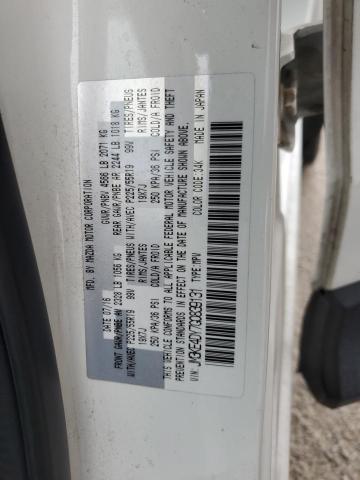 MFD. BY MAZDA MOTOR CORPORATION
DATE 07/16 GVWR/PNBV 4566 LB 2071 KG
FRONT GAWR/PNBE AV 2328 LB 1056 KG REAR GAWR/PNBE AR 2244 LB 1018 KG
WITH/AVEC P225/55R19 99V TIRES/PNEUS WITH/AVEC P225/55R19 99V TIRES/PNEUS
19X7J RIMS/JANTES 19X7J RIMS/JANTES
250 KPA/36 PSI COLD/A FROID 250 KPA/36 PSI COLD/A FROID
THIS VEHICLE CONFORMS TO ALL APPLICABLE FEDERAL MOTOR VEHICLE SAFETY AND THEFT
PREVENTION STANDARDS IN EFFECT ON THE DATE OF MANUFACTURE SHOWN ABOVE.
JM3KE4DY7G0839131 TYPE:MPV COLOR CODE:34K MADE IN JAPAN